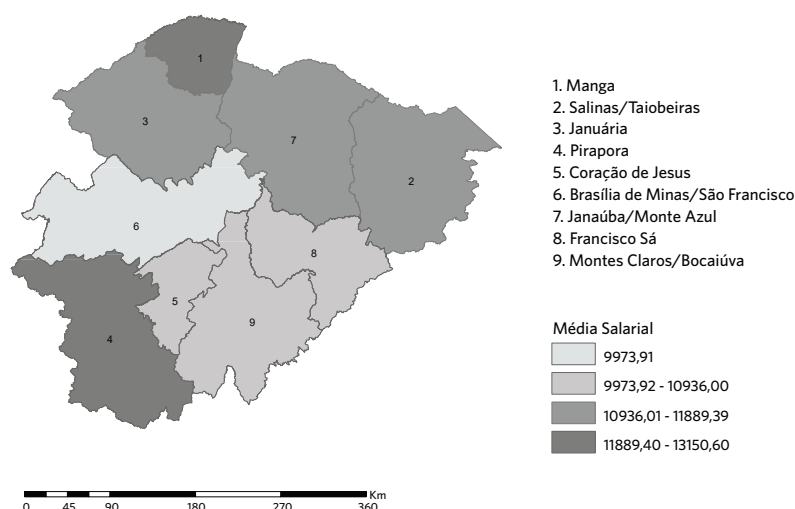 1
3
7
2
6
8
5
9
4
1. Manga
2. Salinas/Taiobeiras
3. Januária
4. Pirapora
5. Coração de Jesus
6. Brasília de Minas/São Francisco
7. Janaúba/Monte Azul
8. Francisco Sá
9. Montes Claros/Bocaiúva
Média Salarial
9973,91
9973,92 - 10936,00
10936,01 - 11889,39
11889,40 - 13150,60
Km
0 45 90 180 270 360